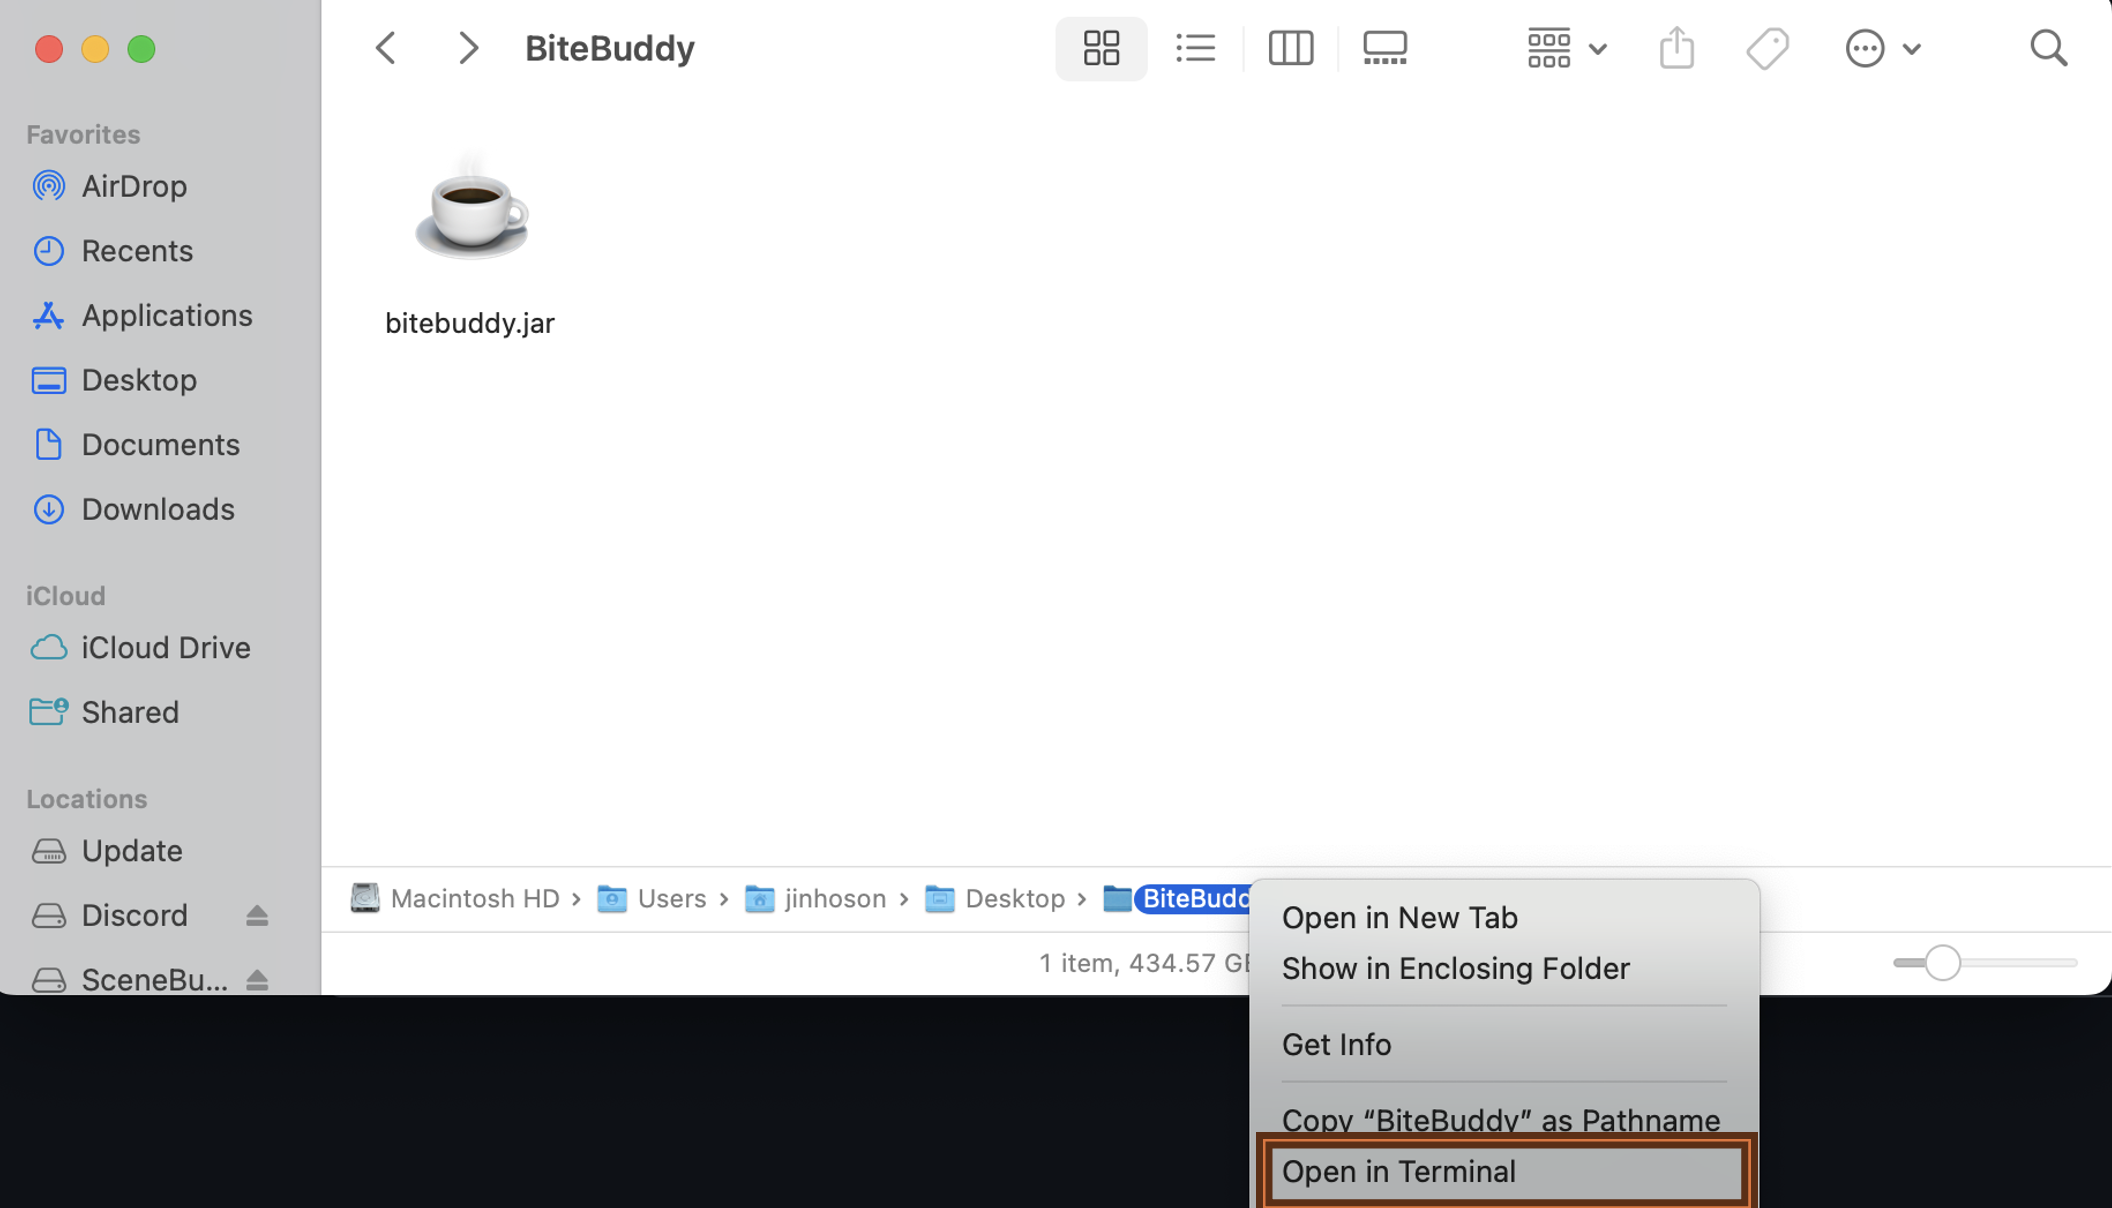 BiteBuddy
Favorites
AirDrop
Recents
Applications
Desktop
Documents
Downloads
iCloud
iCloud Drive
Shared
Locations
Update
Discord
SceneBu...
bitebuddy.jar
Macintosh HD > Users > jinhoson > Desktop > BiteBudd
1 item, 434.57 G
Open in New Tab
Show in Enclosing Folder
Get Info
Copy “BiteBuddy” as Pathname
Open in Terminal